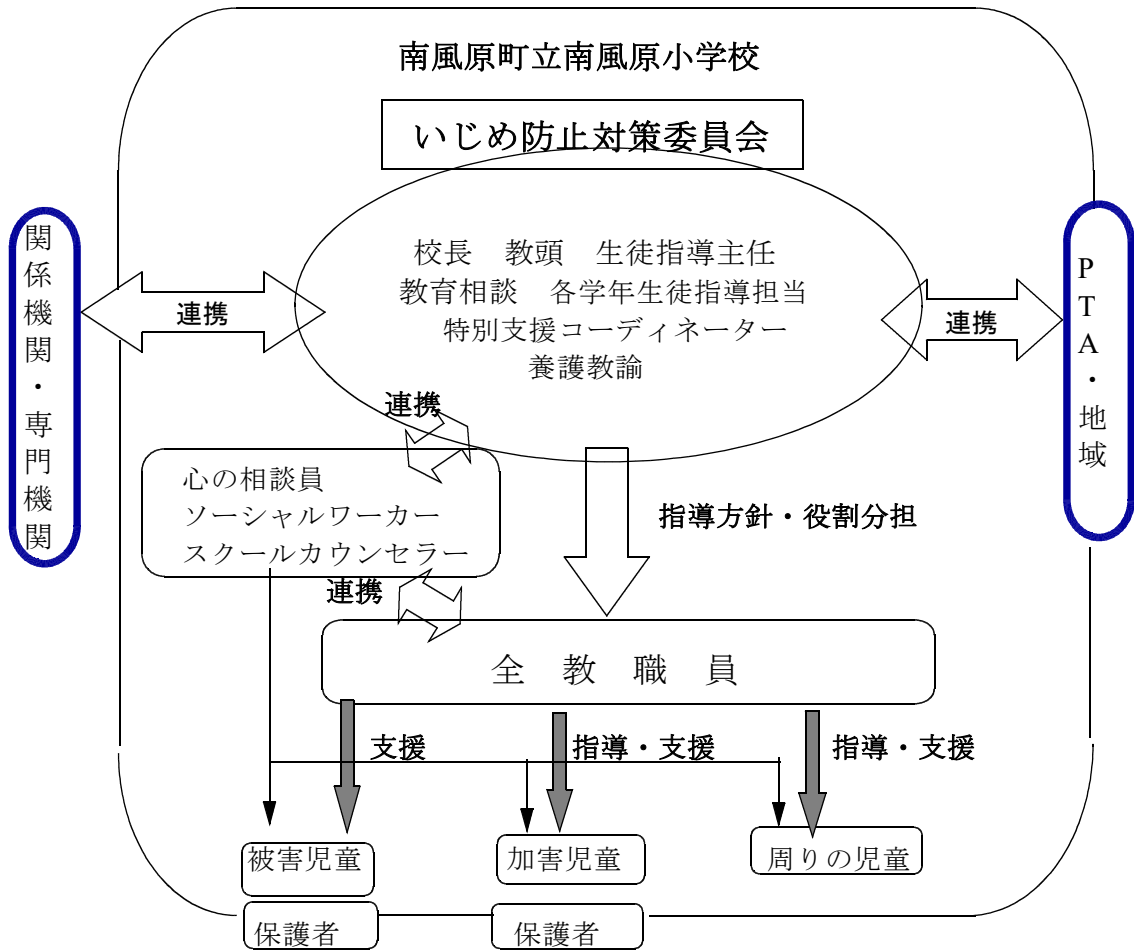 南風原町立南風原小学校
いじめ防止対策委員会
関係機関・専門機関
連携
校長　教頭　生徒指導主任
教育相談　各学年生徒指導担当
特別支援コーディネーター
養護教諭
連携
PTA・地域
連携
心の相談員
ソーシャルワーカー
スクールカウンセラー
指導方針・役割分担
連携
全　教　職　員
支援
指導・支援
指導・支援
被害児童
加害児童
周りの児童
保護者
保護者